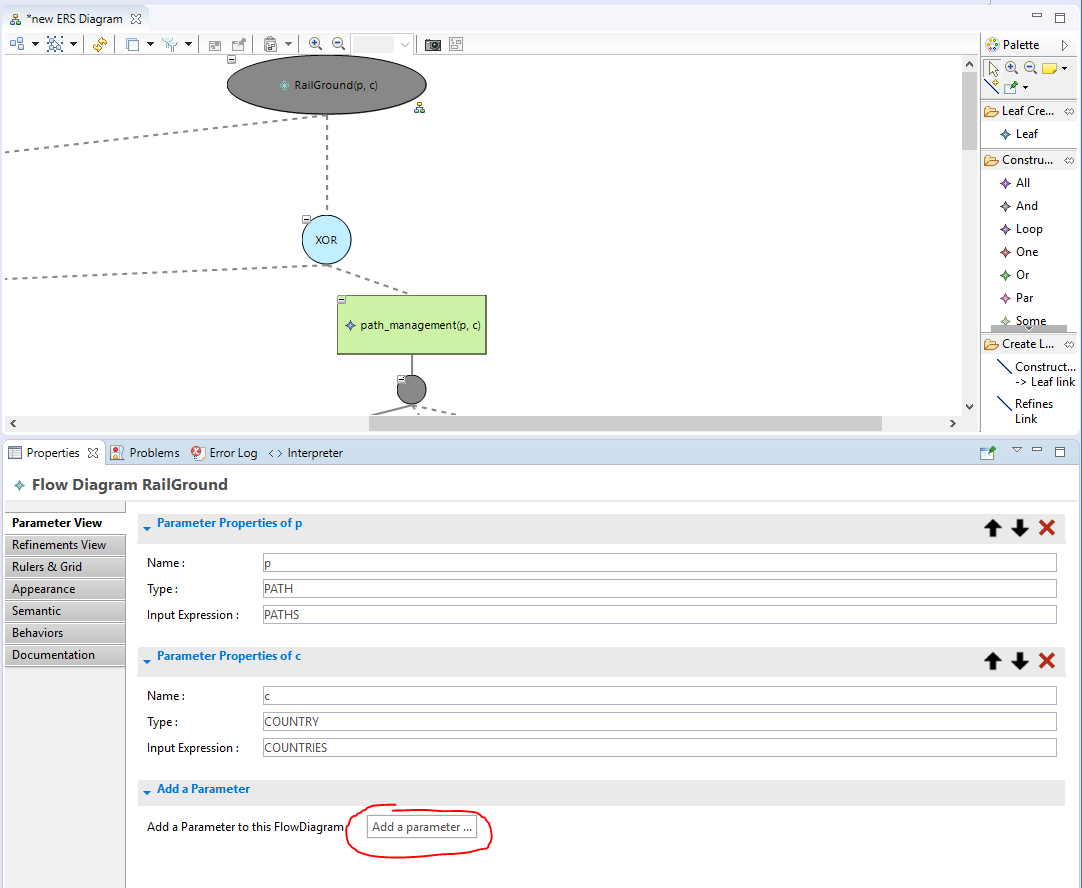 *new ERS Diagram
Palette
RailGround(p, c)
XOR
path_management(p, c)
Leaf Cre...
Leaf
Constru...
All
And
Loop
One
Or
Par
Some
Create L...
Construct...
-> Leaf link
Refines
Link
Properties
Problems
Error Log
Interpreter
Flow Diagram RailGround
Parameter View
Refinements View
Rulers & Grid
Appearance
Semantic
Behaviors
Documentation
Parameter Properties of p
Name :
p
Type :
PATH
Input Expression :
PATHS
Parameter Properties of c
Name :
c
Type :
COUNTRY
Input Expression :
COUNTRIES
Add a Parameter
Add a Parameter to this FlowDiagram
Add a parameter ...